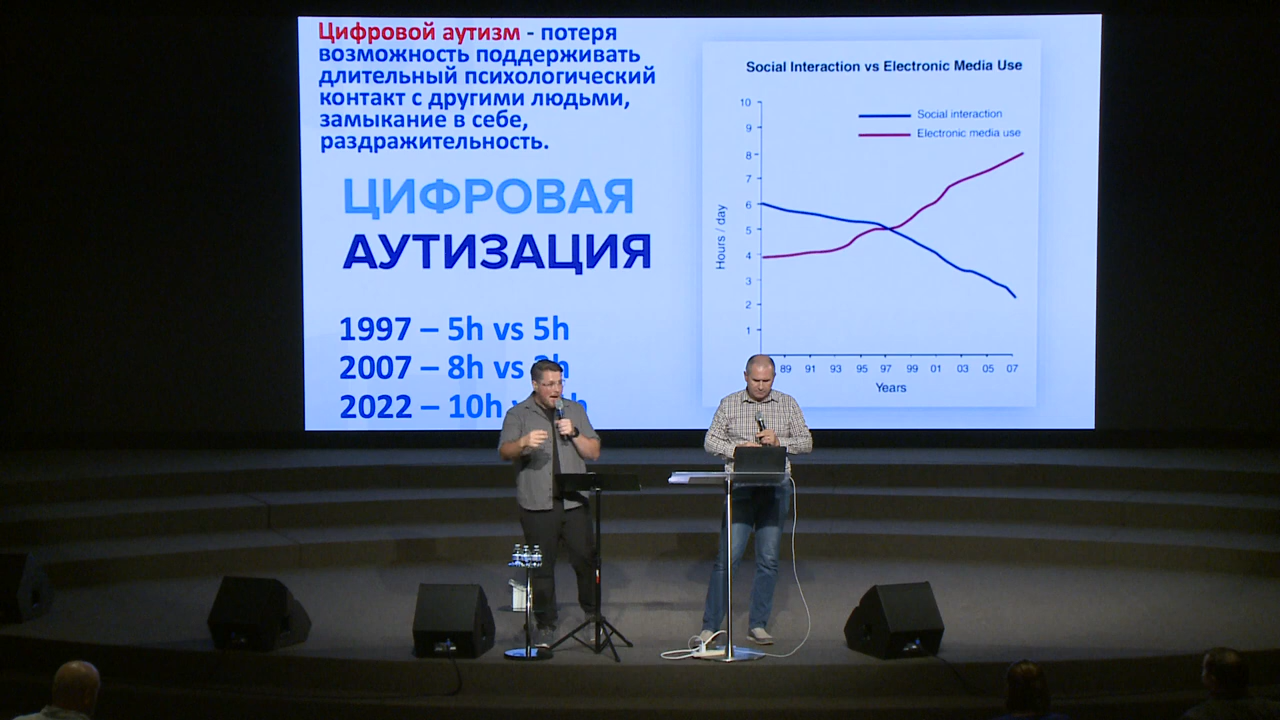 Цифровой аутизм - потеря
возможность поддерживать
длительный психологический
контакт с другими людьми,
замыкание в себе,
раздражительность.
ЦИФРОВАЯ
АУТИЗАЦИЯ
1997 – 5h vs 5h
2007 – 8h vs
2022 – 10h
Social Interaction vs Electronic Media Use
Social interaction
Electronic media use
10
9
8
7
6
5
4
3
2
1
Hours / day
89 91 93 95 97 99 01 03 05 07
Years